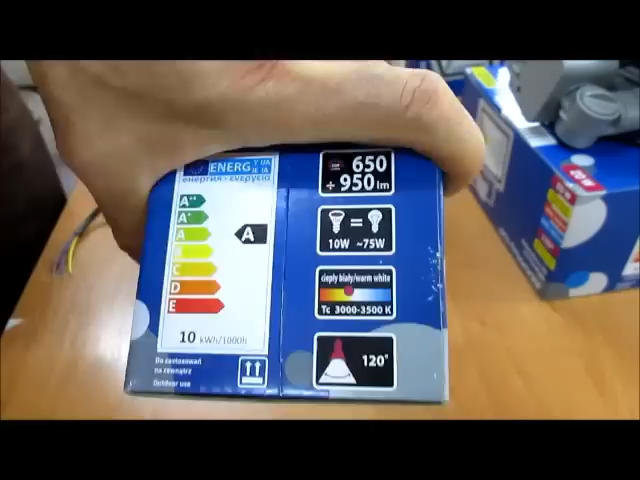 ENERG
енергия · ενεργεια
A++
A+
A
C
D
E
A
10 kWh/1000h
Do zastosowań
na zewnątrz
Outdoor use
650
÷ 950 lm
=
10W ~75W
ciepły biały/warm white
Tc 3000-3500 K
120°
20 W